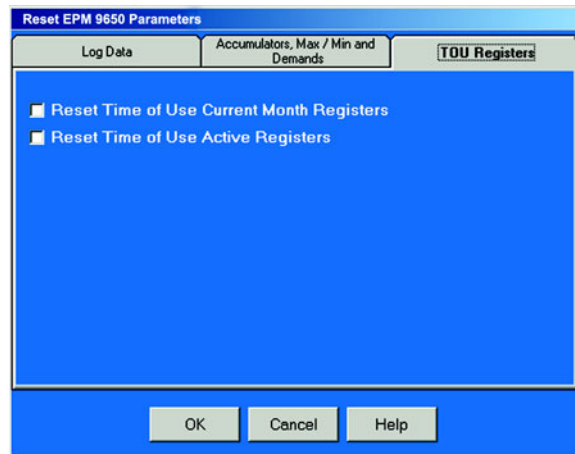 Reset EPM 9650 Parameters
Log Data
Accumulators, Max / Min and
Demands
TOU Registers
Reset Time of Use Current Month Registers
Reset Time of Use Active Registers
OK
Cancel
Help